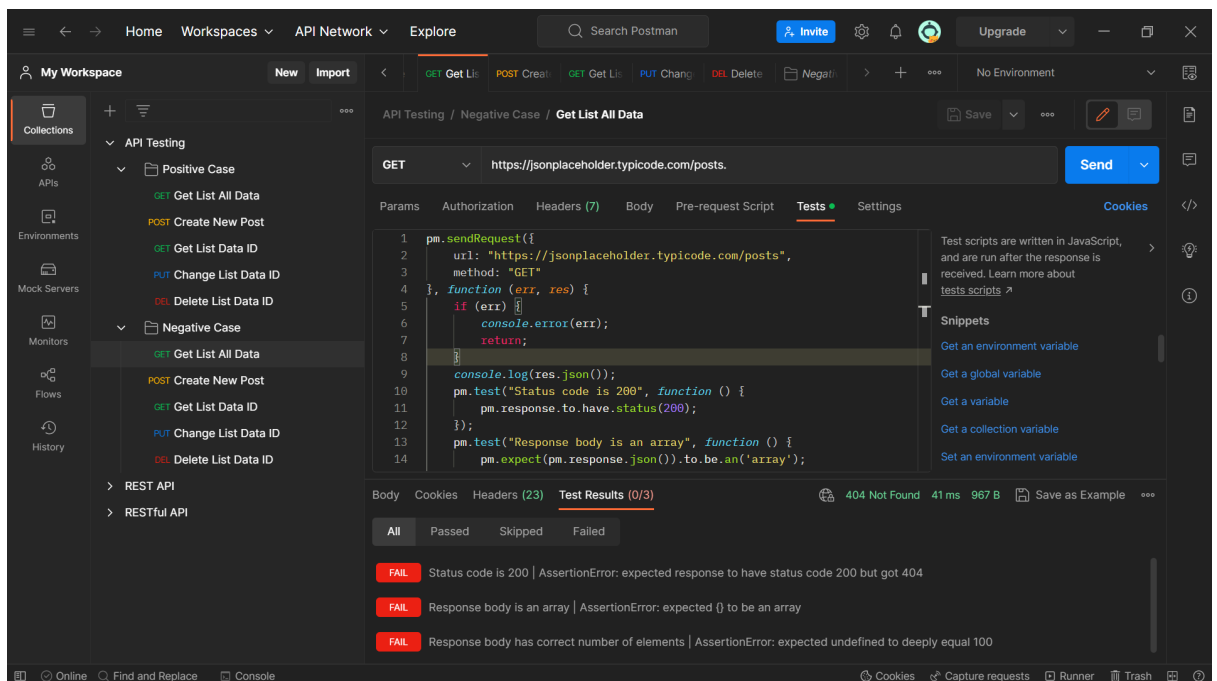 Home Workspaces API Network Explore Search Postman Invite Upgrade
My Workspace New Import GET Get Lis POST Creat GET Get Lis PUT Chang DEL Delete Negativ No Environment
Collections
APIs
Environments
Mock Servers
Monitors
Flows
History
API Testing
Positive Case
GET Get List All Data
POST Create New Post
GET Get List Data ID
PUT Change List Data ID
DEL Delete List Data ID
Negative Case
GET Get List All Data
POST Create New Post
GET Get List Data ID
PUT Change List Data ID
DEL Delete List Data ID
REST API
RESTful API
API Testing / Negative Case / Get List All Data Save
GET https://jsonplaceholder.typicode.com/posts. Send
Params Authorization Headers (7) Body Pre-request Script Tests Settings Cookies
1 pm.sendRequest({
2 url: "https://jsonplaceholder.typicode.com/posts",
3 method: "GET"
4 }, function (err, res) {
5 if (err) {
6 console.error(err);
7 return;
8 }
9 console.log(res.json());
10 pm.test("Status code is 200", function () {
11 pm.response.to.have.status(200);
12 });
13 pm.test("Response body is an array", function () {
14 pm.expect(pm.response.json()).to.be.an('array');
Test scripts are written in JavaScript,
and are run after the response is
received. Learn more about
tests scripts
Snippets
Get an environment variable
Get a global variable
Get a variable
Get a collection variable
Set an environment variable
Body Cookies Headers (23) Test Results (0/3) 404 Not Found 41 ms 967 B Save as Example
All Passed Skipped Failed
FAIL Status code is 200 | AssertionError: expected response to have status code 200 but got 404
FAIL Response body is an array | AssertionError: expected {} to be an array
FAIL Response body has correct number of elements | AssertionError: expected undefined to deeply equal 100
Online Find and Replace Console Cookies Capture requests Runner Trash